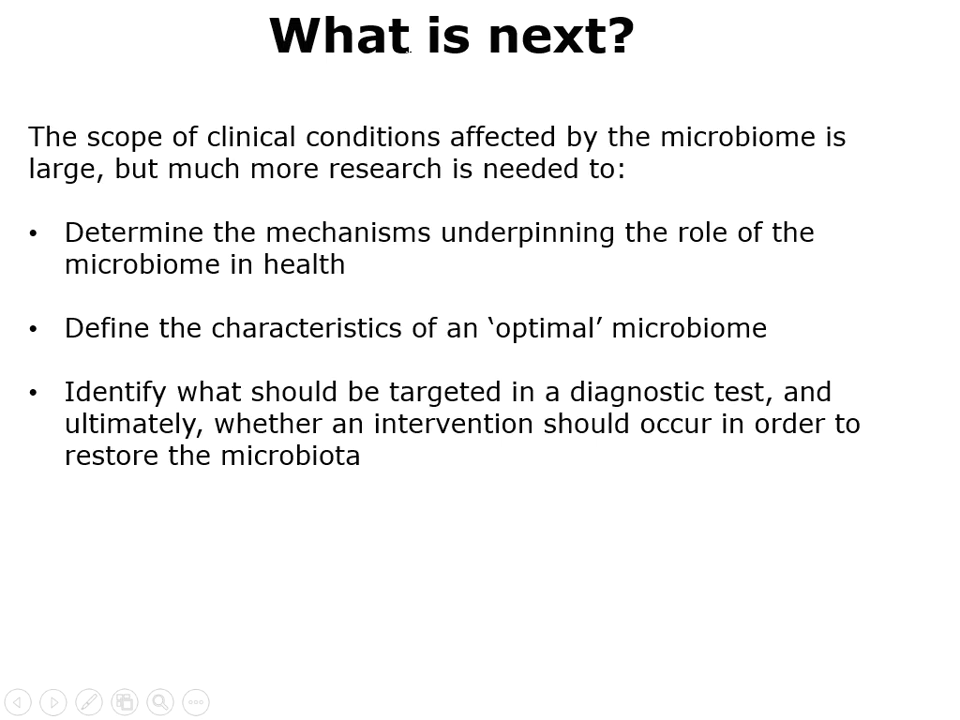 What is next?
The scope of clinical conditions affected by the microbiome is
large, but much more research is needed to:
• Determine the mechanisms underpinning the role of the
microbiome in health
• Define the characteristics of an ‘optimal’ microbiome
• Identify what should be targeted in a diagnostic test, and
ultimately, whether an intervention should occur in order to
restore the microbiota